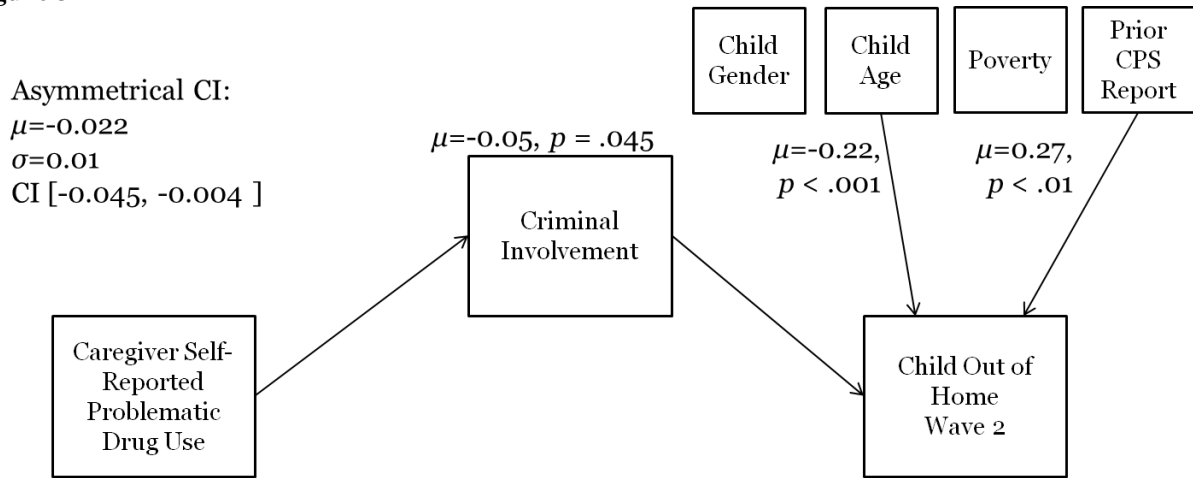 Asymmetrical CI:
μ=-0.022
σ=0.01
CI [-0.045, -0.004 ]
μ=-0.05, p = .045
Child
Gender
Child
Age
Poverty
Prior
CPS
Report
μ=-0.22,
p < .001
μ=0.27,
p < .01
Criminal
Involvement
Caregiver Self-
Reported
Problematic
Drug Use
Child Out of
Home
Wave 2